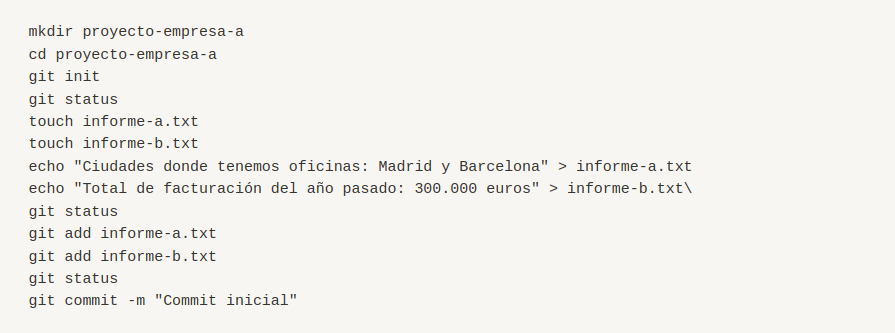 mkdir proyecto-empresa-a
cd proyecto-empresa-a
git init
git status
touch informe-a.txt
touch informe-b.txt
echo "Ciudades donde tenemos oficinas: Madrid y Barcelona" > informe-a.txt
echo "Total de facturación del año pasado: 300.000 euros" > informe-b.txt\
git status
git add informe-a.txt
git add informe-b.txt
git status
git commit -m "Commit inicial"